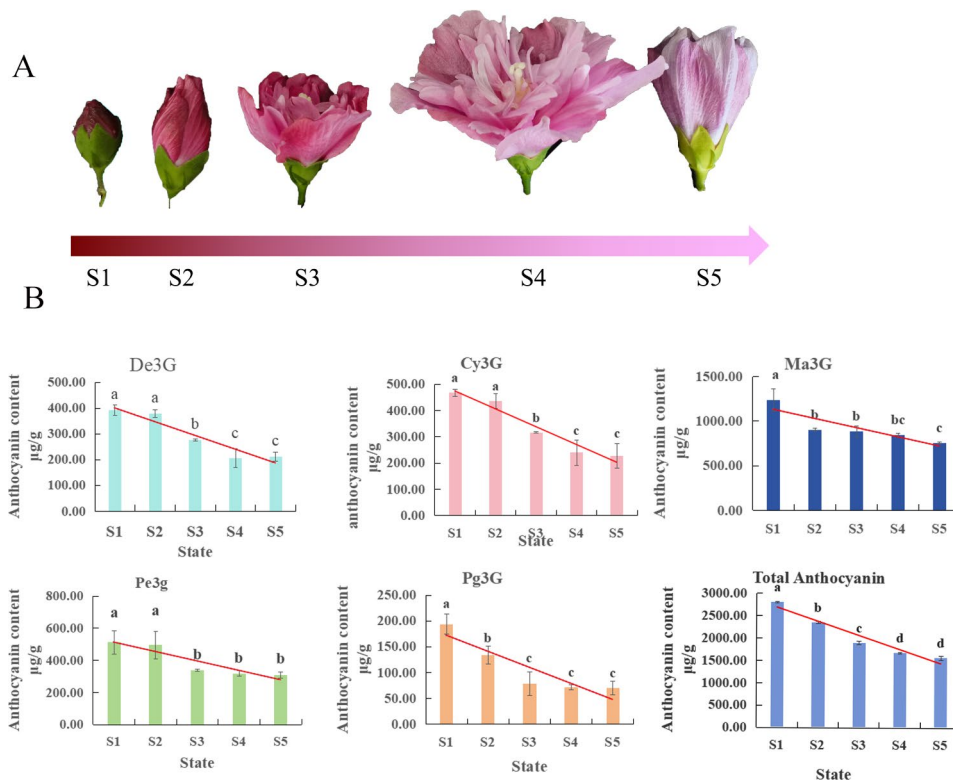 A
S1 S2 S3 S4 S5
B
De3G
Anthocyanin content
µg/g
500.00
400.00
300.00
200.00
100.00
0.00
a a b c c
S1 S2 S3 S4 S5
State
Cy3G
anthocyanin content
µg/g
500.00
400.00
300.00
200.00
100.00
0.00
a a b c c
S1 S2 S3 S4 S5
State
Ma3G
Anthocyanin content
µg/g
1500.00
1000.00
500.00
0.00
a b b bc c
S1 S2 S3 S4 S5
State
Pe3g
Anthocyanin content
µg/g
800.00
600.00
400.00
200.00
0.00
a a b b b
S1 S2 S3 S4 S5
State
Pg3G
Anthocyanin content
µg/g
250.00
200.00
150.00
100.00
50.00
0.00
a b c c c
S1 S2 S3 S4 S5
State
Total Anthocyanin
Anthocyanin content
µg/g
3000.00
2500.00
2000.00
1500.00
1000.00
500.00
0.00
a b c d d
S1 S2 S3 S4 S5
State